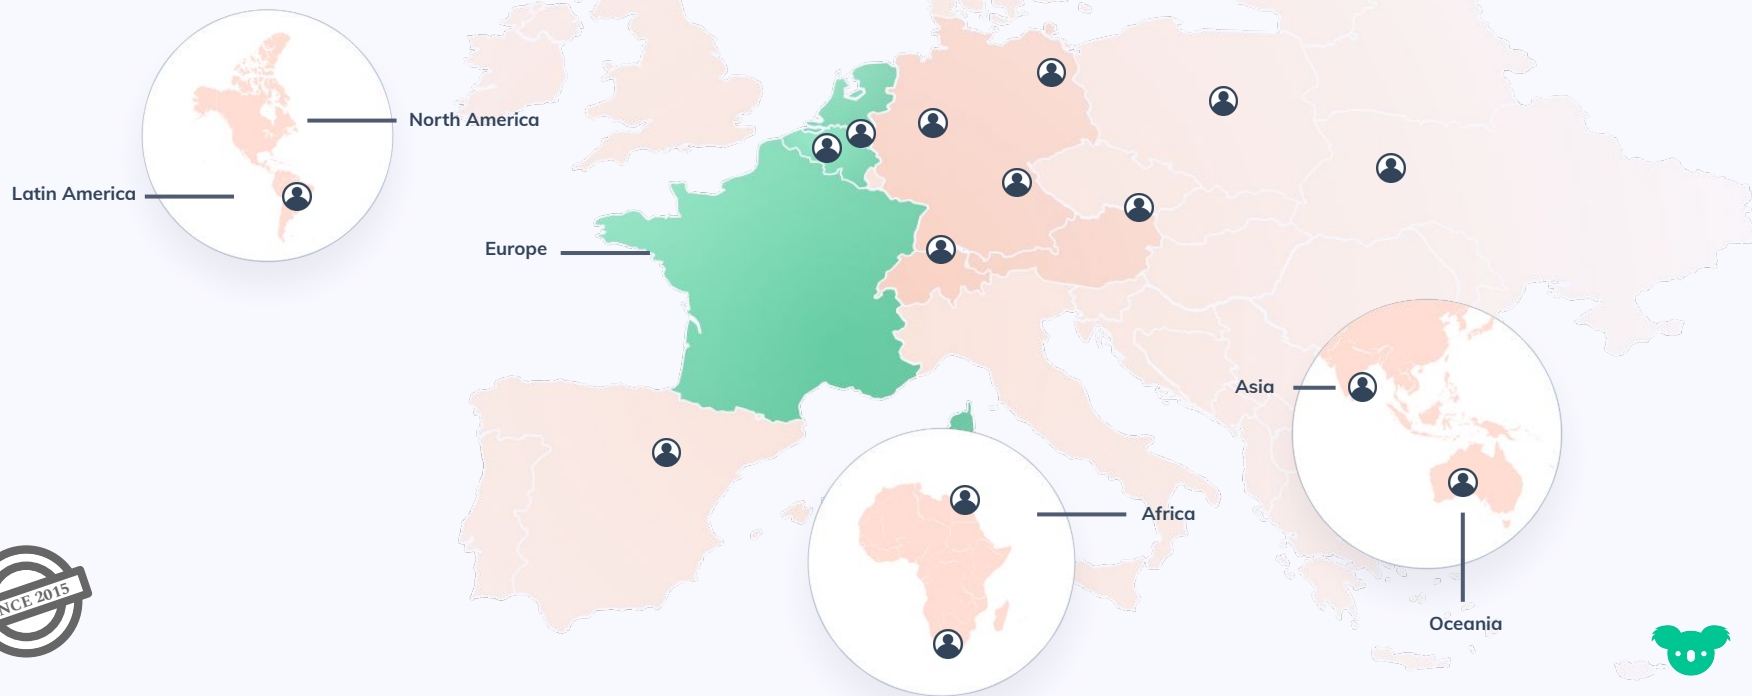 North America
Latin America
Europe
Asia
Africa
Oceania
NCE 2015